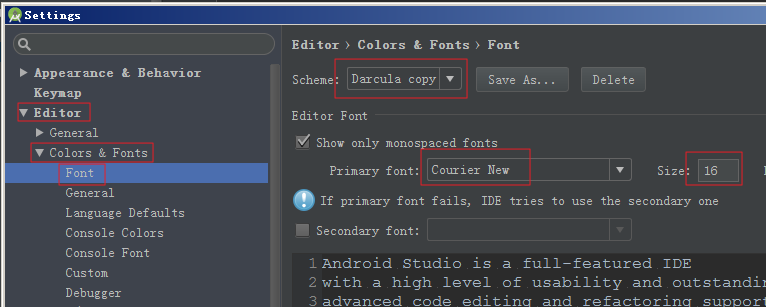 Settings
Editor › Colors & Fonts › Font
Appearance & Behavior
Keymap
Editor
General
Colors & Fonts
Font
General
Language Defaults
Console Colors
Console Font
Custom
Debugger
Scheme: Darcula copy Save As... Delete
Editor Font
Show only monospaced fonts
Primary font: Courier New Size: 16
If primary font fails, IDE tries to use the secondary one
Secondary font:
1 Android Studio is a full-featured IDE
2 with a high level of usability and outstandin
3 advanced code editing and refactoring support